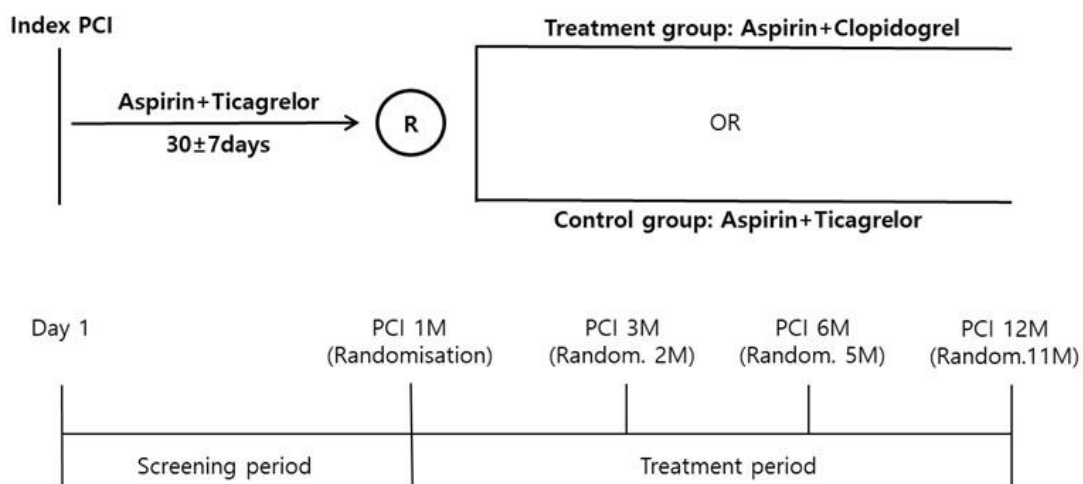 Index PCI
Treatment group: Aspirin+Clopidogrel
Aspirin+Ticagrelor
30±7days
R
OR
Control group: Aspirin+Ticagrelor
Day 1
PCI 1M
(Randomisation)
PCI 3M
(Random. 2M)
PCI 6M
(Random. 5M)
PCI 12M
(Random.11M)
Screening period
Treatment period